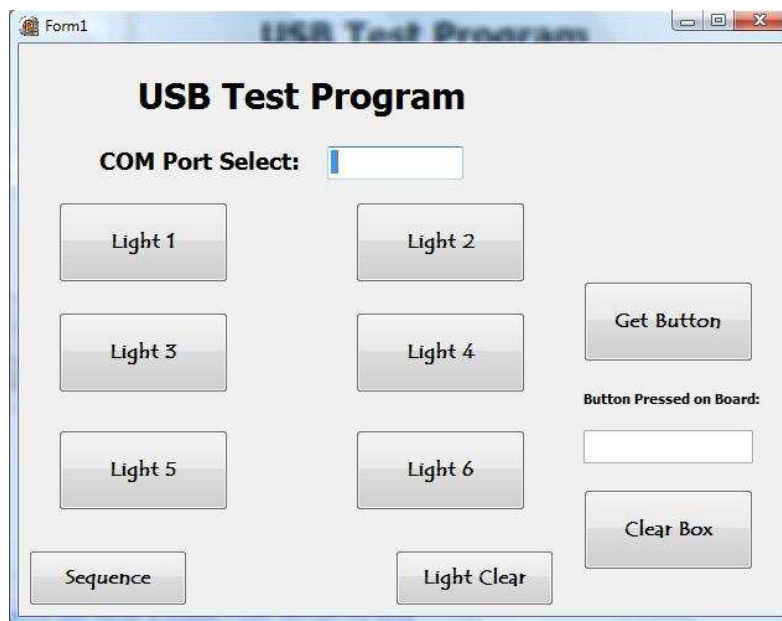 Form1
USB Test Program
USB Test Program
COM Port Select:
Light 1
Light 2
Light 3
Light 4
Get Button
Button Pressed on Board:
Light 5
Light 6
Clear Box
Sequence
Light Clear